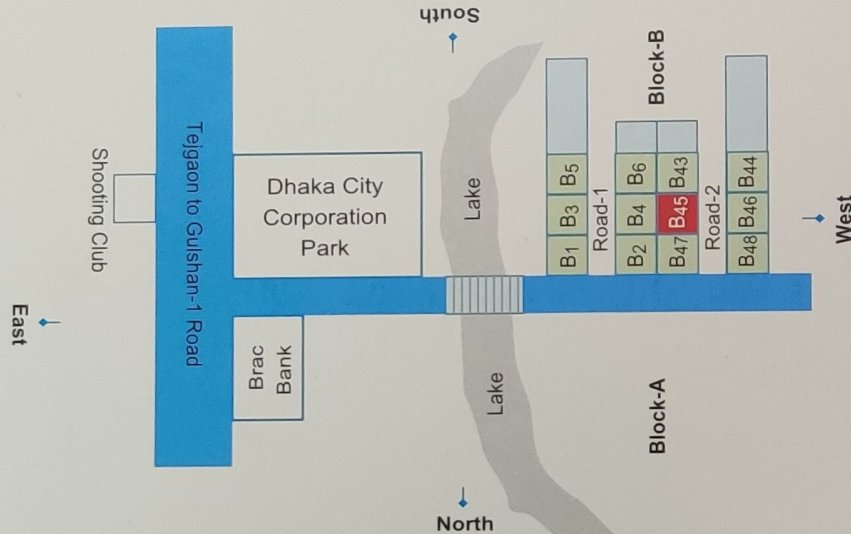 South
Block-B
B5
B6
B43
B44
B3
B4
B45
B46
B1
B2
B47
B48
Road-1
Road-2
Lake
Dhaka City
Corporation
Park
Tejgaon to Gulshan-1 Road
Shooting Club
West
East
Brac
Bank
Lake
Block-A
North